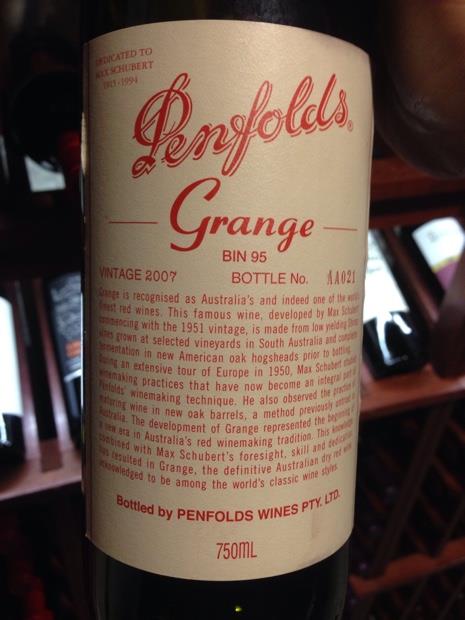 DEDICATED TO
MAX SCHUBERT
1915-1994
Penfolds®
Grange
BIN 95
VINTAGE 2007 BOTTLE No. AA021
Grange is recognised as Australia's and indeed one of the world's
finest red wines. This famous wine, developed by Max Schubert
commencing with the 1951 vintage, is made from low yielding
vines grown at selected vineyards in South Australia and
fermentation in new American oak hogsheads prior to bottling.
During an extensive tour of Europe in 1950, Max Schubert studied
winemaking practices that have now become an integral part of
Penfolds' winemaking technique. He also observed the practice of
maturing wine in new oak barrels, a method previously untried in
Australia. The development of Grange represented the beginning of
a new era in Australia's red winemaking tradition. This knowledge
combined with Max Schubert's foresight, skill and dedication
has resulted in Grange, the definitive Australian dry red wine
acknowledged to be among the world's classic wine styles.
Bottled by PENFOLDS WINES PTY. LTD.
750ML